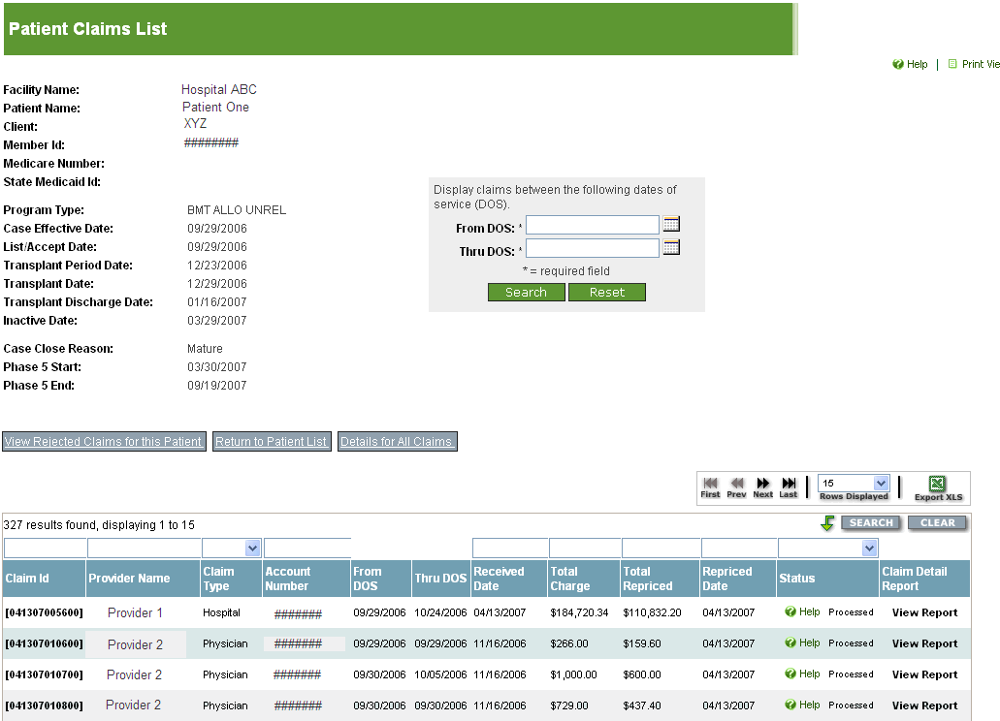 Patient Claims List
Help | Print Vie
Facility Name: Hospital ABC
Patient Name: Patient One
Client: XYZ
Member Id: ########
Medicare Number:
State Medicaid Id:
Program Type: BMT ALLO UNREL
Case Effective Date: 09/29/2006
List/Accept Date: 09/29/2006
Transplant Period Date: 12/23/2006
Transplant Date: 12/29/2006
Transplant Discharge Date: 01/16/2007
Inactive Date: 03/29/2007
Case Close Reason: Mature
Phase 5 Start: 03/30/2007
Phase 5 End: 09/19/2007
Display claims between the following dates of
service (DOS).
From DOS: *
Thru DOS: *
* = required field
Search Reset
View Rejected Claims for this Patient Return to Patient List Details for All Claims
First Prev Next Last 15 Rows Displayed Export XLS
327 results found, displaying 1 to 15 SEARCH CLEAR
Claim Id Provider Name Claim Type Account Number From DOS Thru DOS Received Date Total Charge Total Repriced Repriced Date Status Claim Detail Report
[041307005600] Provider 1 Hospital ####### 09/29/2006 10/24/2006 04/13/2007 $184,720.34 $110,832.20 04/13/2007 Help Processed View Report
[041307010600] Provider 2 Physician ####### 09/29/2006 09/29/2006 11/16/2006 $266.00 $159.60 04/13/2007 Help Processed View Report
[041307010700] Provider 2 Physician ####### 09/30/2006 10/05/2006 11/16/2006 $1,000.00 $600.00 04/13/2007 Help Processed View Report
[041307010800] Provider 2 Physician ####### 09/30/2006 09/30/2006 11/16/2006 $729.00 $437.40 04/13/2007 Help Processed View Report